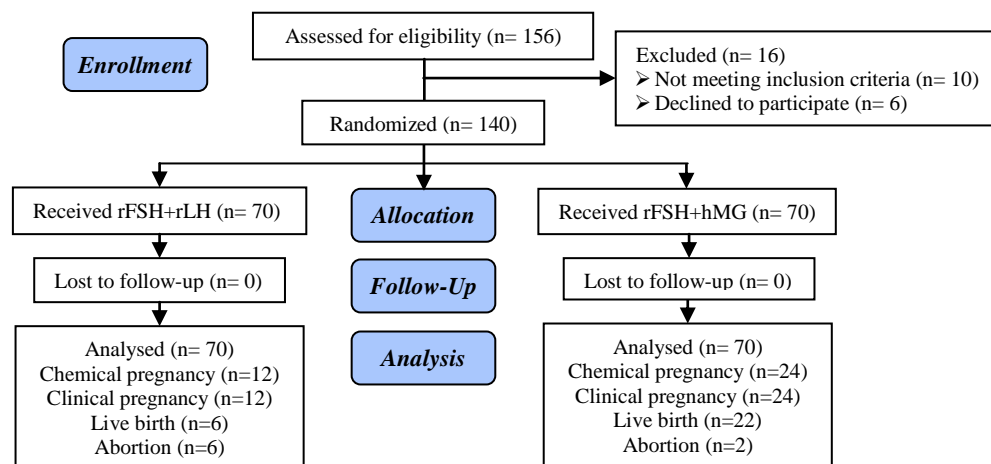 Assessed for eligibility (n= 156)
Enrollment
Excluded (n= 16)
➢ Not meeting inclusion criteria (n= 10)
➢ Declined to participate (n= 6)
Randomized (n= 140)
Received rFSH+rLH (n= 70)
Allocation
Received rFSH+hMG (n= 70)
Lost to follow-up (n= 0)
Follow-Up
Lost to follow-up (n= 0)
Analysed (n= 70)
Chemical pregnancy (n=12)
Clinical pregnancy (n=12)
Live birth (n=6)
Abortion (n=6)
Analysis
Analysed (n= 70)
Chemical pregnancy (n=24)
Clinical pregnancy (n=24)
Live birth (n=22)
Abortion (n=2)